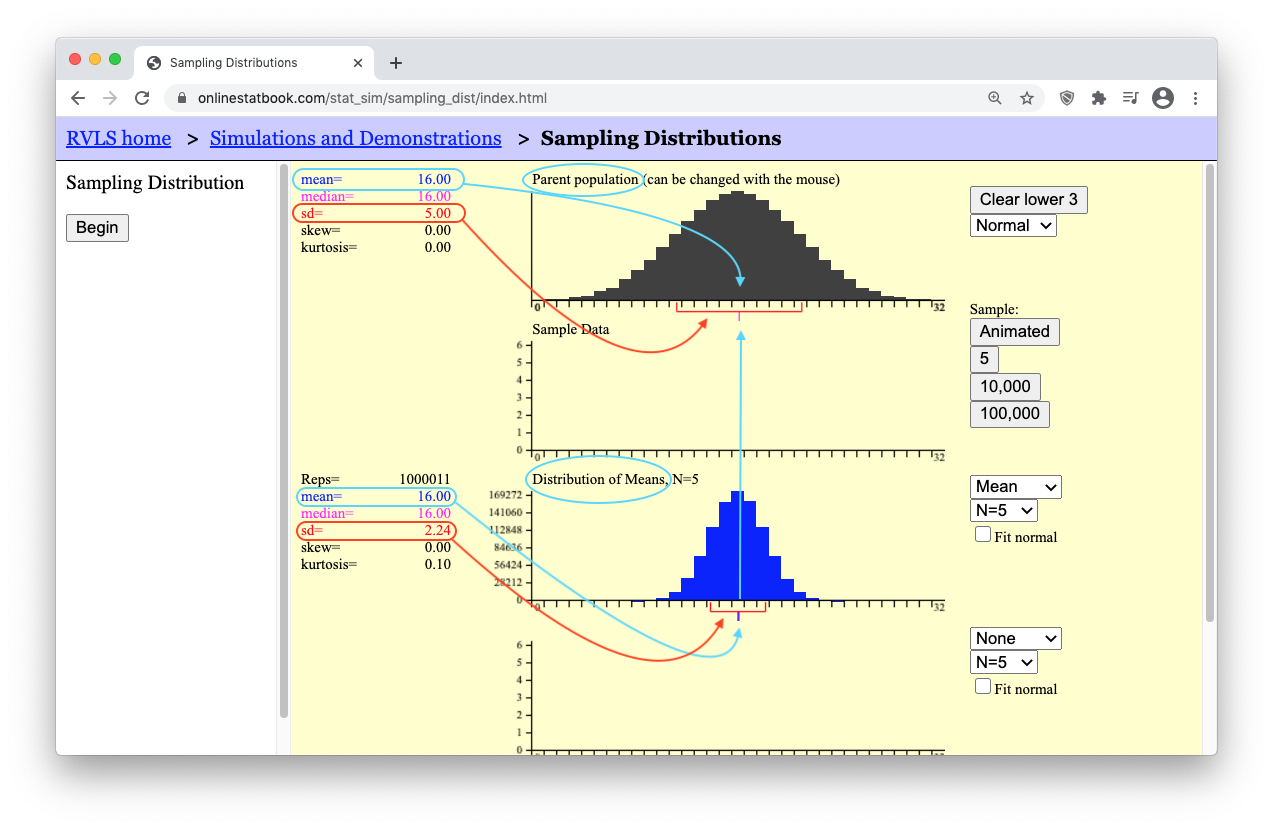 Sampling Distributions
onlinestatbook.com/stat_sim/sampling_dist/index.html
RVLS home > Simulations and Demonstrations > Sampling Distributions
Sampling Distribution
Begin
mean= 16.00
median= 16.00
sd= 5.00
skew= 0.00
kurtosis= 0.00
Parent population (can be changed with the mouse)
0 32
Clear lower 3
Normal
Sample Data
6
5
4
3
2
1
0
0 32
Sample:
Animated
5
10,000
100,000
Reps= 1000011
mean= 16.00
median= 16.00
sd= 2.24
skew= 0.00
kurtosis= 0.10
Distribution of Means, N=5
169272
141060
112848
84636
56424
28212
0
0 32
Mean
N=5
Fit normal
6
5
4
3
2
1
0
None
N=5
Fit normal